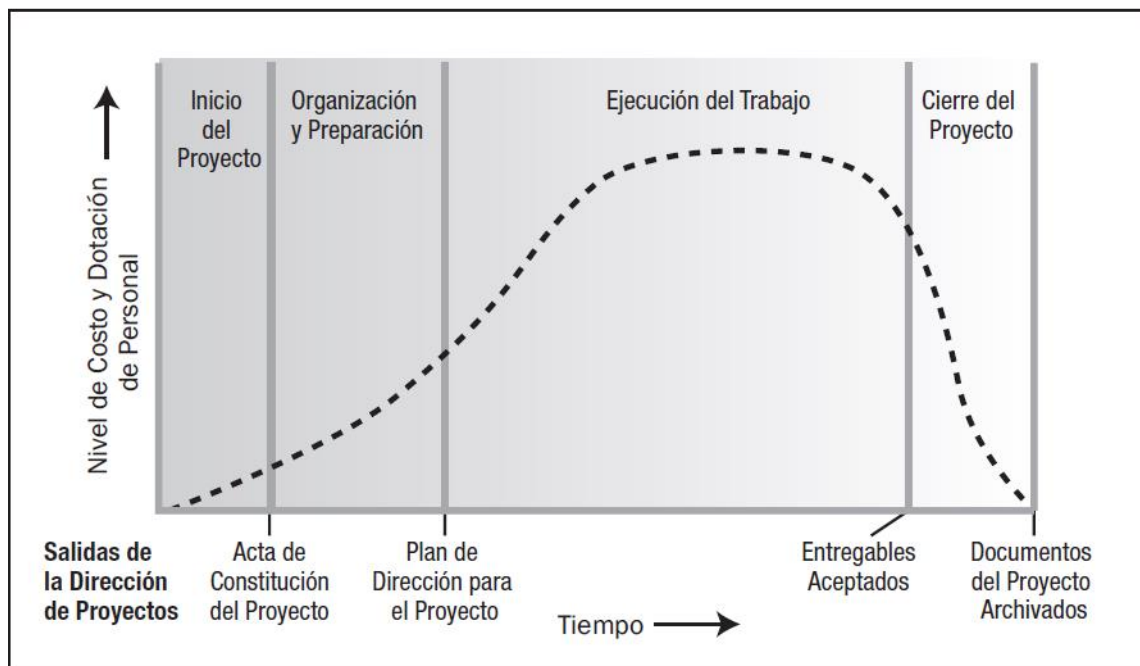 Inicio
del
Proyecto
Organización
y Preparación
Ejecución del Trabajo
Cierre del
Proyecto
Nivel de Costo y Dotación
de Personal
Salidas de
la Dirección
de Proyectos
Acta de
Constitución
del Proyecto
Plan de
Dirección para
el Proyecto
Entregables
Aceptados
Documentos
del Proyecto
Archivados
Tiempo